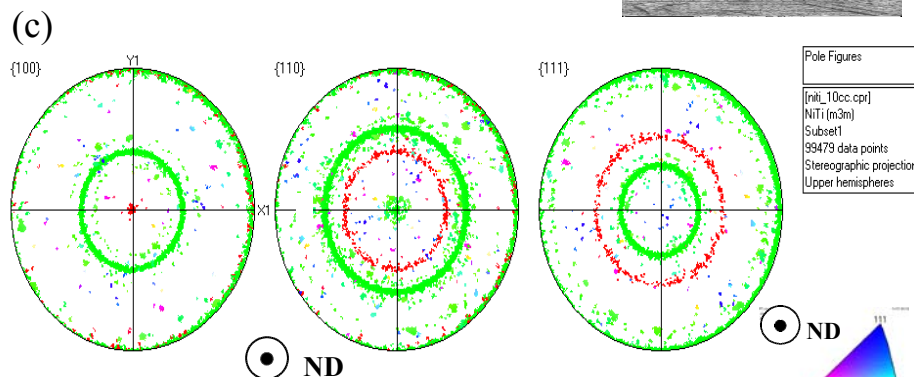 (c)
{100}
Y1
X1
{110}
{111}
Pole Figures
[niti_10cc.cpr]
NiTi (m3m)
Subset1
99479 data points
Stereographic projection
Upper hemispheres
ND
ND
111